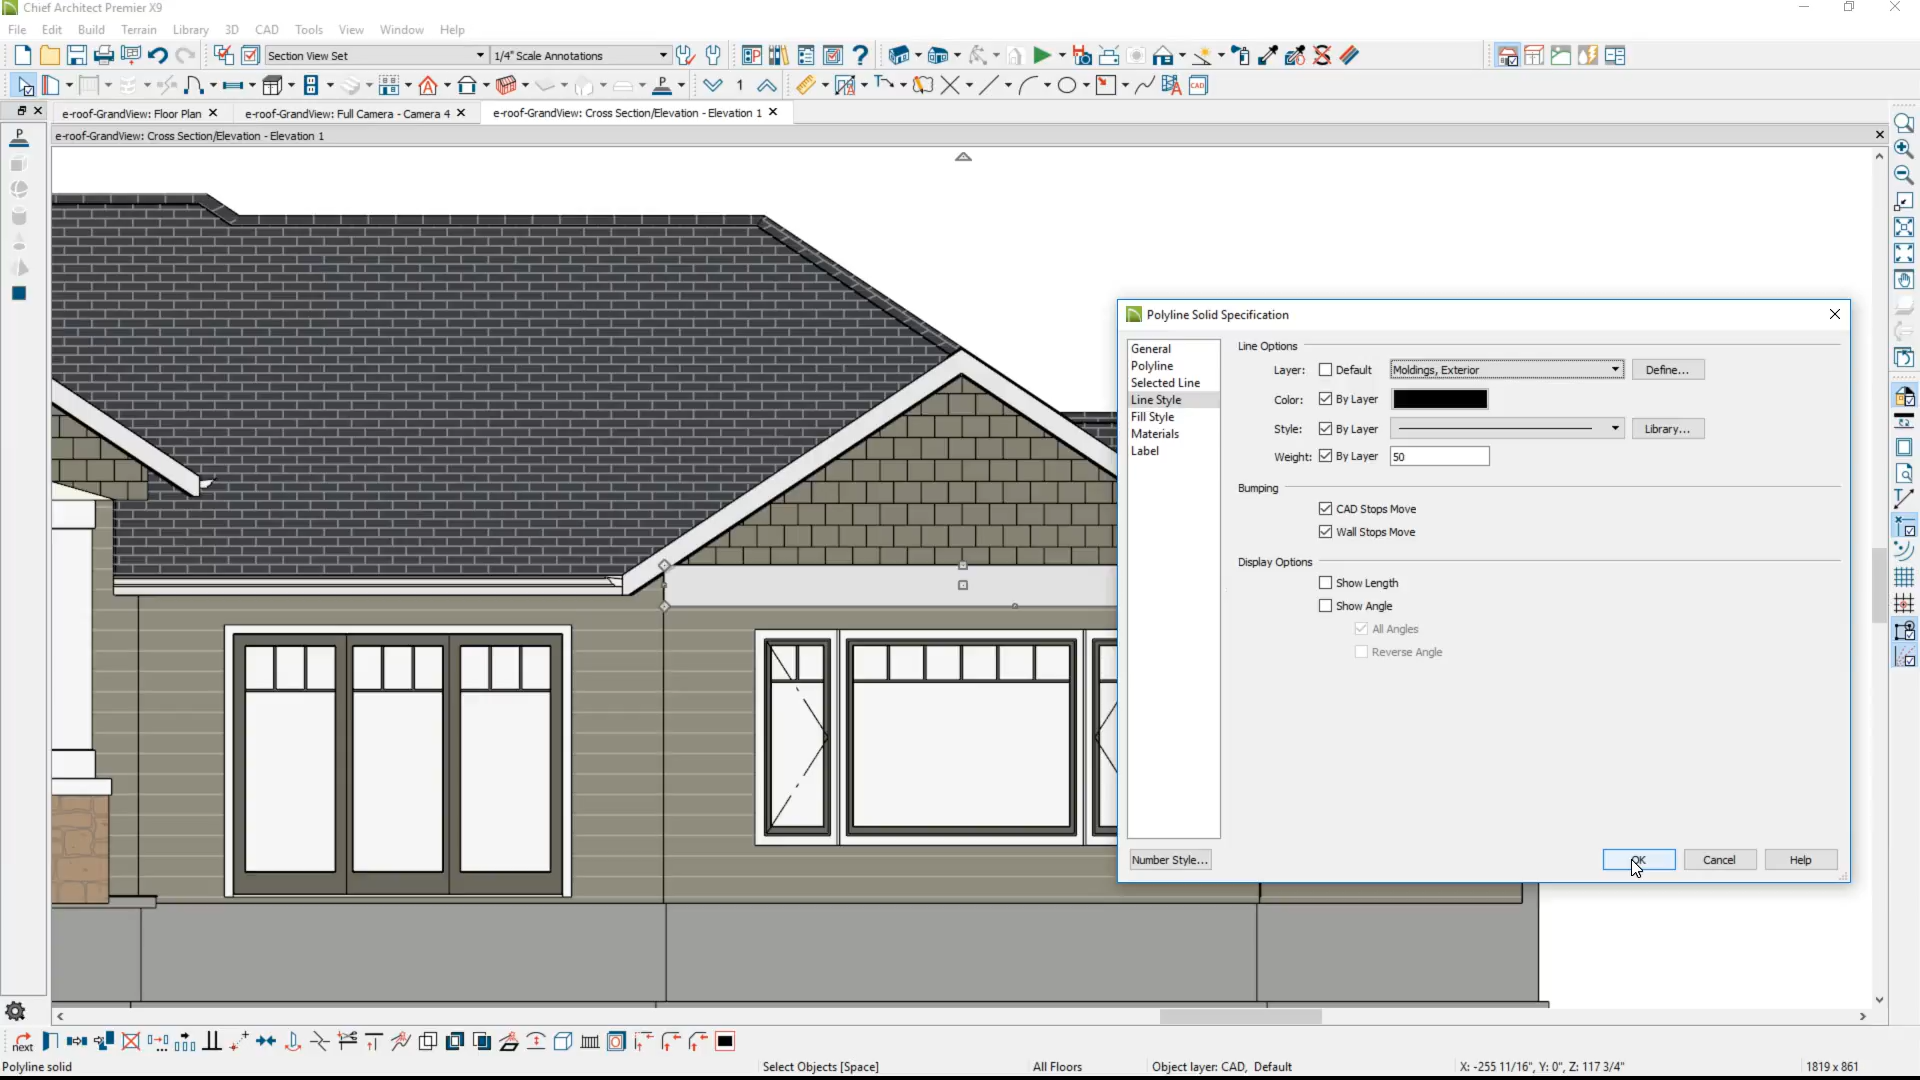 Chief Architect Premier X9
File Edit Build Terrain Library 3D CAD Tools View Window Help
Section View Set 1/4" Scale Annotations
1 CAD
e-roof-GrandView: Floor Plan e-roof-GrandView: Full Camera - Camera 4 e-roof-GrandView: Cross Section/Elevation - Elevation 1
e-roof-GrandView: Cross Section/Elevation - Elevation 1
Polyline Solid Specification
General
Polyline
Selected Line
Line Style
Fill Style
Materials
Label
Line Options
Layer: Default Moldings, Exterior Define...
Color: By Layer
Style: By Layer Library...
Weight: By Layer 50
Bumping
CAD Stops Move
Wall Stops Move
Display Options
Show Length
Show Angle
All Angles
Reverse Angle
Number Style... OK Cancel Help
next
Polyline solid Select Objects [Space] All Floors Object layer: CAD, Default X: -255 11/16", Y: 0", Z: 117 3/4" 1819 x 861